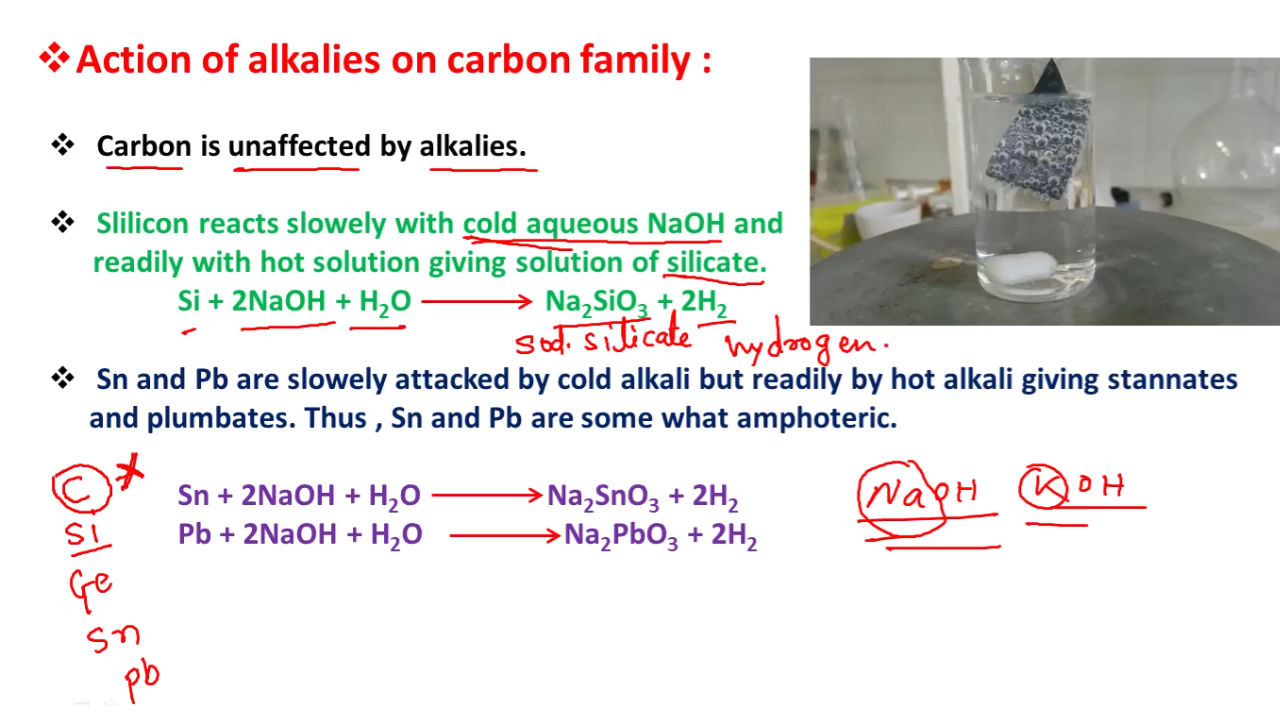 ❖ Action of alkalies on carbon family :
❖ Carbon is unaffected by alkalies.
❖ Slilicon reacts slowely with cold aqueous NaOH and
readily with hot solution giving solution of silicate.
Si + 2NaOH + H₂O ⟶ Na₂SiO₃ + 2H₂
sod. silicate hydrogen.
❖ Sn and Pb are slowely attacked by cold alkali but readily by hot alkali giving stannates
and plumbates. Thus , Sn and Pb are some what amphoteric.
C
Sn + 2NaOH + H₂O ⟶ Na₂SnO₃ + 2H₂
NaOH KOH
Si
Pb + 2NaOH + H₂O ⟶ Na₂PbO₃ + 2H₂
Ge
Sn
Pb